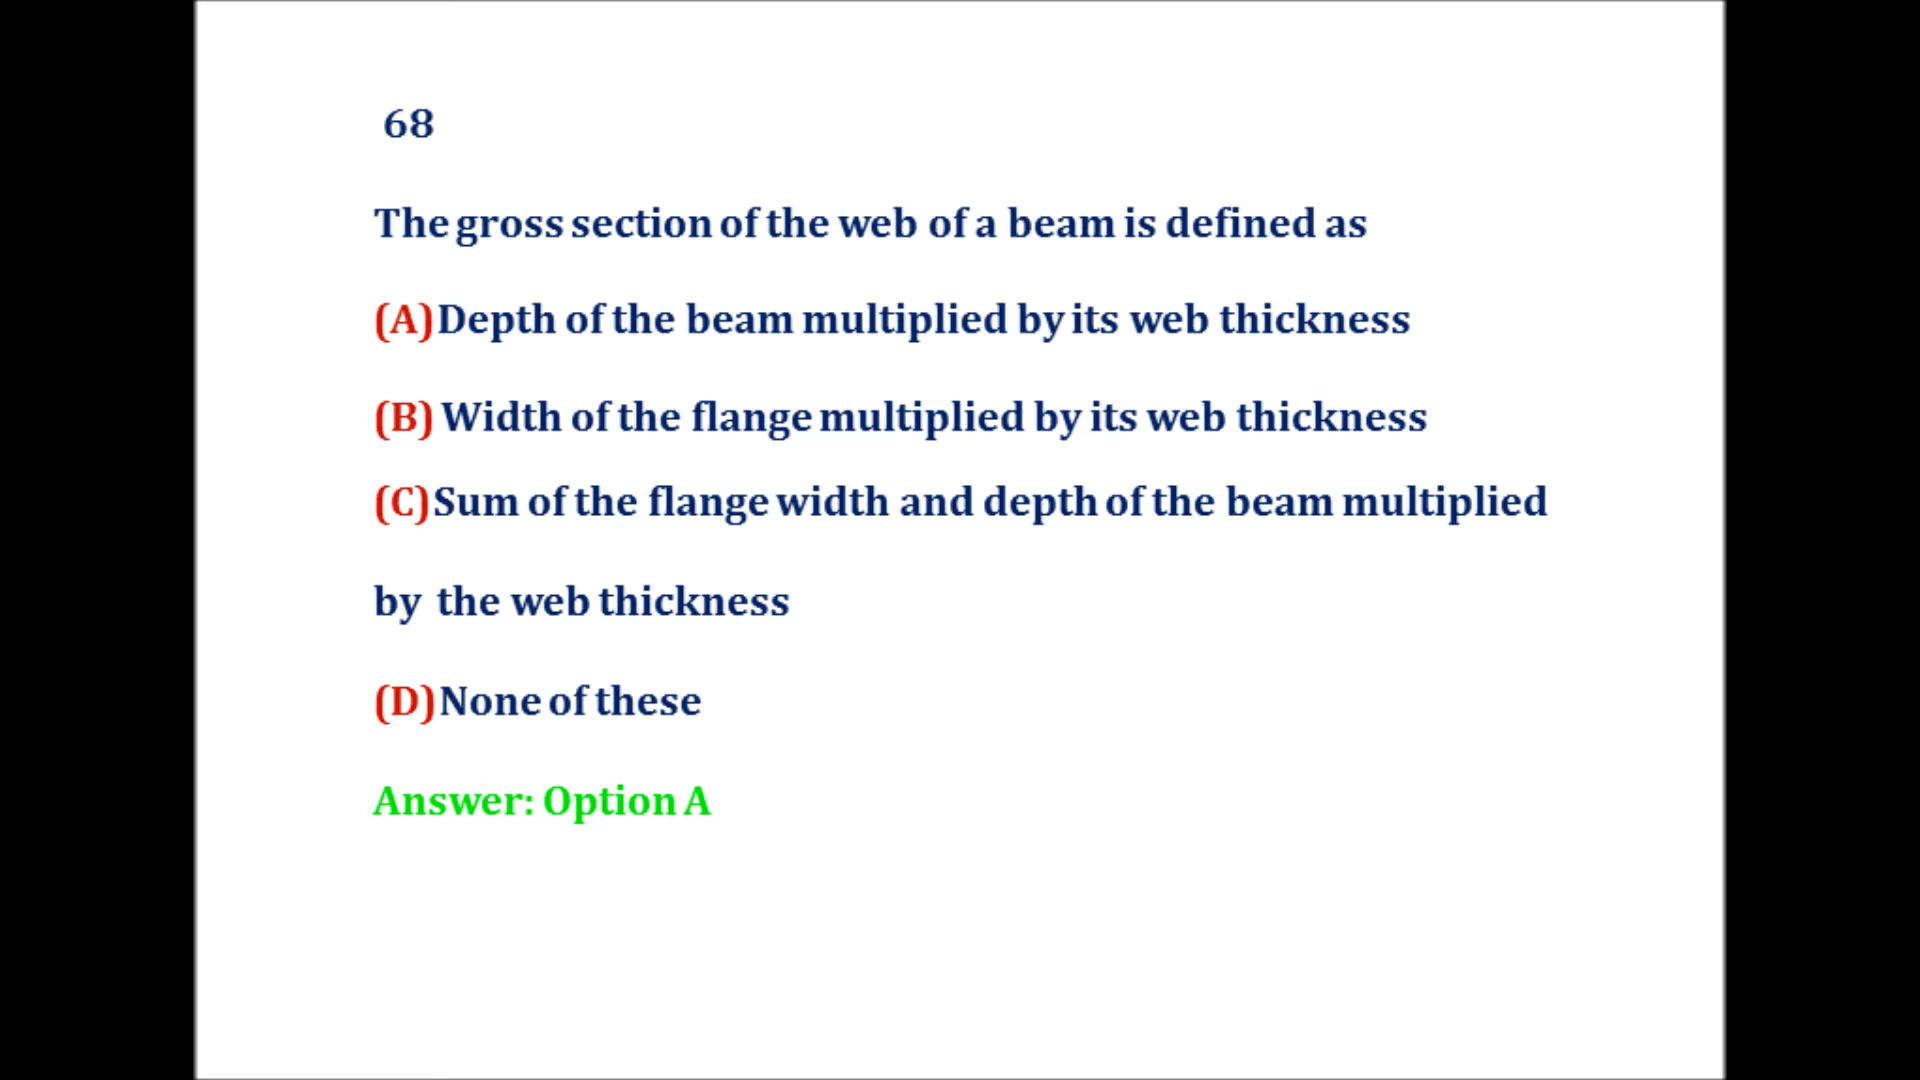 68
The gross section of the web of a beam is defined as
(A)Depth of the beam multiplied by its web thickness
(B) Width of the flange multiplied by its web thickness
(C)Sum of the flange width and depth of the beam multiplied
by the web thickness
(D)None of these
Answer: Option A